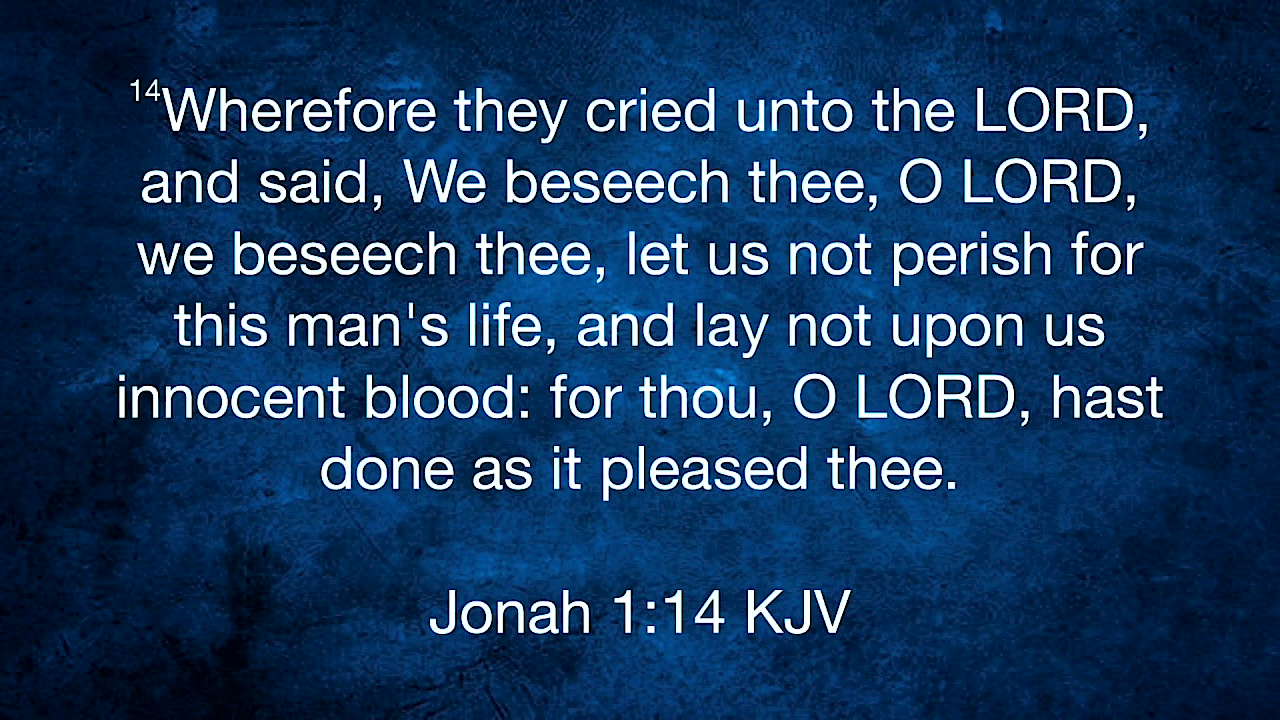 14Wherefore they cried unto the LORD,
and said, We beseech thee, O LORD,
we beseech thee, let us not perish for
this man's life, and lay not upon us
innocent blood: for thou, O LORD, hast
done as it pleased thee.
Jonah 1:14 KJV